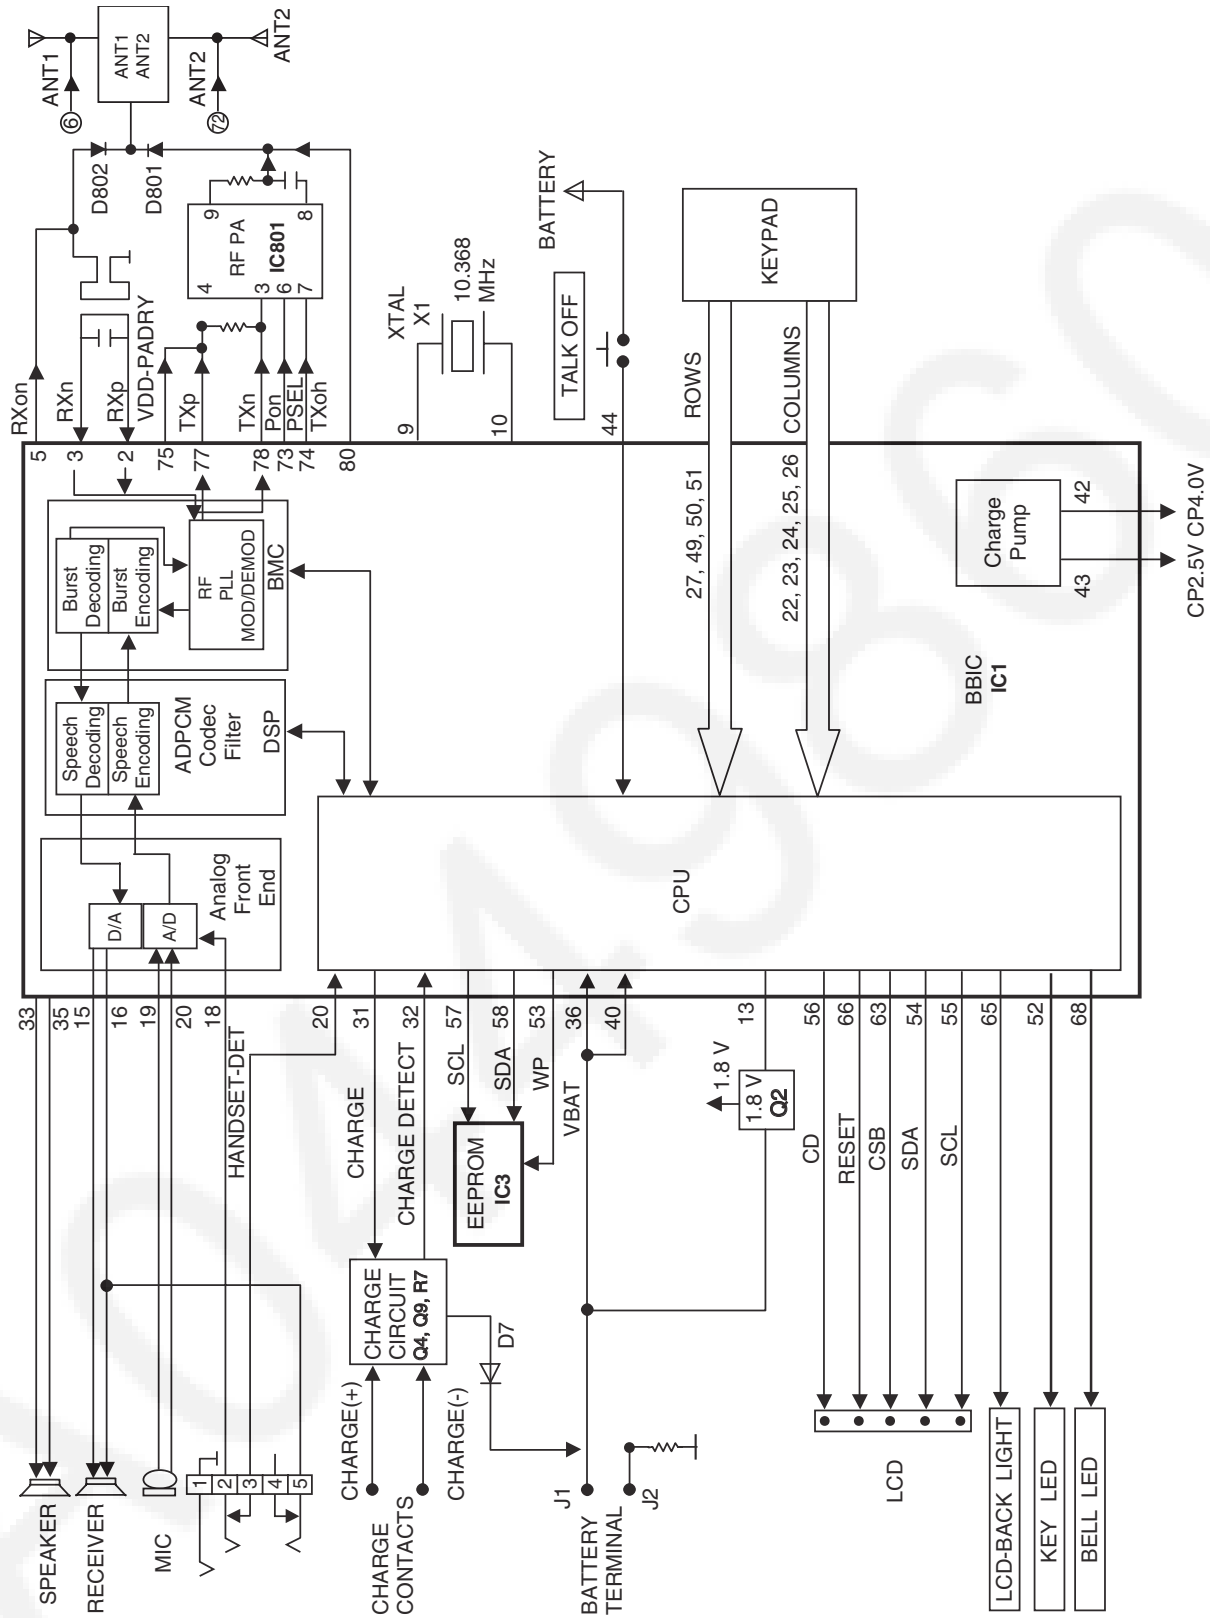 SPEAKER
RECEIVER
MIC
1
2
3
4
5
CHARGE
CONTACTS
CHARGE(+)
CHARGE(-)
BATTERY
TERMINAL
J1
J2
CHARGE
CIRCUIT
Q4, Q9, R7
D7
LCD
LCD-BACK LIGHT
KEY LED
BELL LED
HANDSET-DET
CHARGE
CHARGE DETECT
EEPROM
IC3
SCL
SDA
WP
VBAT
1.8 V
1.8 V
Q2
CD
RESET
CSB
SDA
SCL
33
35
15
16
19
20
18
20
31
32
57
58
53
36
40
13
56
66
63
54
55
65
52
68
D/A
A/D
Analog
Front
End
Speech
Decoding
Speech
Encoding
ADPCM
Codec
Filter
DSP
Burst
Decoding
Burst
Encoding
RF
PLL
MOD/DEMOD
BMC
CPU
BBIC
IC1
Charge
Pump
43
42
CP2.5V CP4.0V
5
3
2
75
77
78
73
74
80
RXon
RXn
RXp
VDD-PADRY
TXp
TXn
Pon
PSEL
TXoh
9
10
XTAL
X1
10.368
MHz
44
TALK OFF
BATTERY
27, 49, 50, 51
ROWS
22, 23, 24, 25, 26
COLUMNS
KEYPAD
4
3
6
7
9
8
RF PA
IC801
D802
D801
6
72
ANT1
ANT2
ANT1
ANT2
ANT2